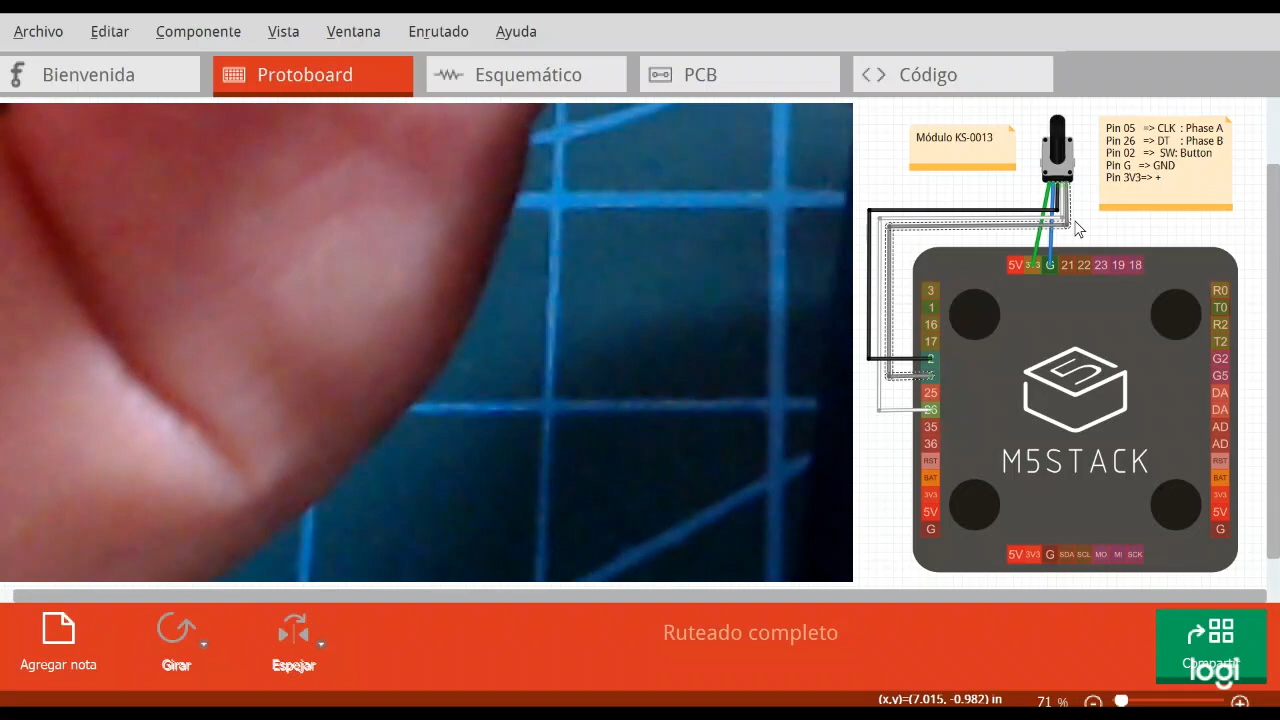 Archivo Editar Componente Vista Ventana Enrutado Ayuda
Bienvenida Protoboard Esquemático PCB Código
Módulo KS-0013
Pin 05 => CLK : Phase A
Pin 26 => DT : Phase B
Pin 02 => SW: Button
Pin G => GND
Pin 3V3=> +
5V 3V3 G 21 22 23 19 18
3
1
16
17
2
25
26
35
36
RST
BAT
3V3
5V
G
R0
T0
R2
T2
G2
G5
DA
DA
AD
AD
RST
BAT
3V3
5V
G
5
M5STACK
5V 3V3 G SDA SCL MO MI SCK
Agregar nota
Girar
Espejar
Ruteado completo
Compartir
logi
(x,y)=(7.015, -0.982) in
71 %